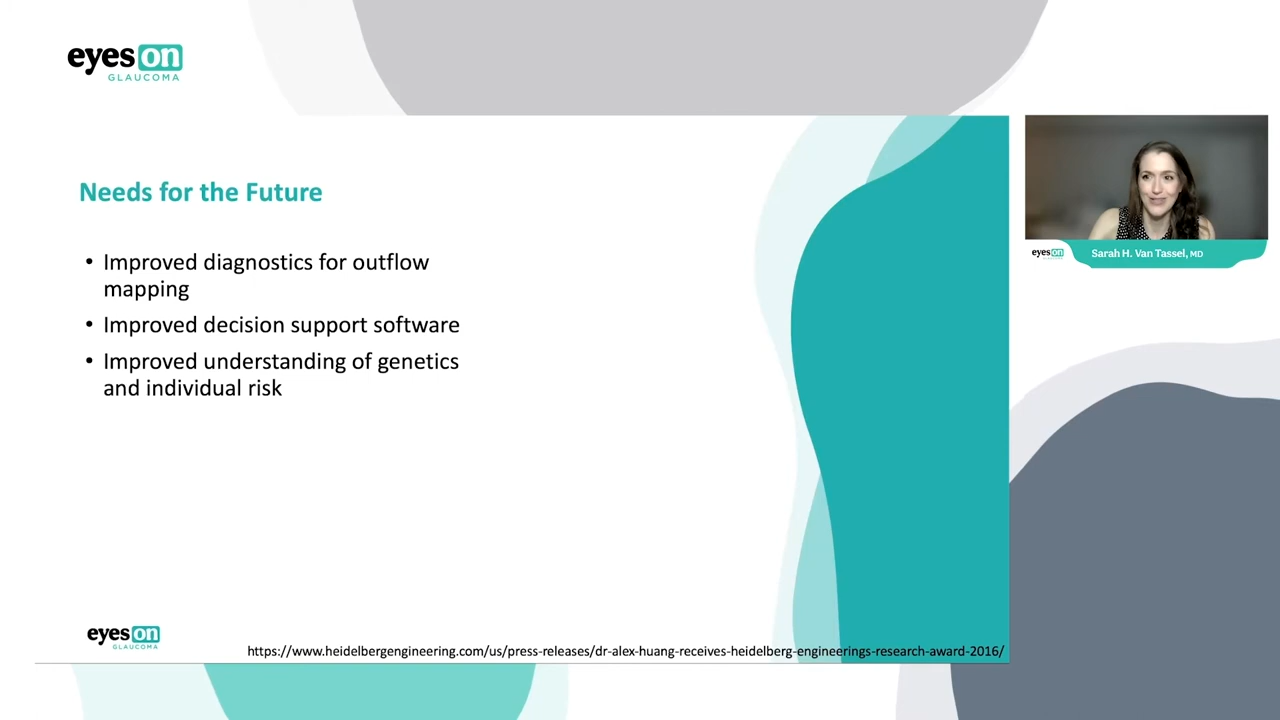 eyes on
GLAUCOMA
Needs for the Future
• Improved diagnostics for outflow
mapping
• Improved decision support software
• Improved understanding of genetics
and individual risk
eyes on
Sarah H. Van Tassel, MD
eyes on
GLAUCOMA
https://www.heidelbergengineering.com/us/press-releases/dr-alex-huang-receives-heidelberg-engineerings-research-award-2016/